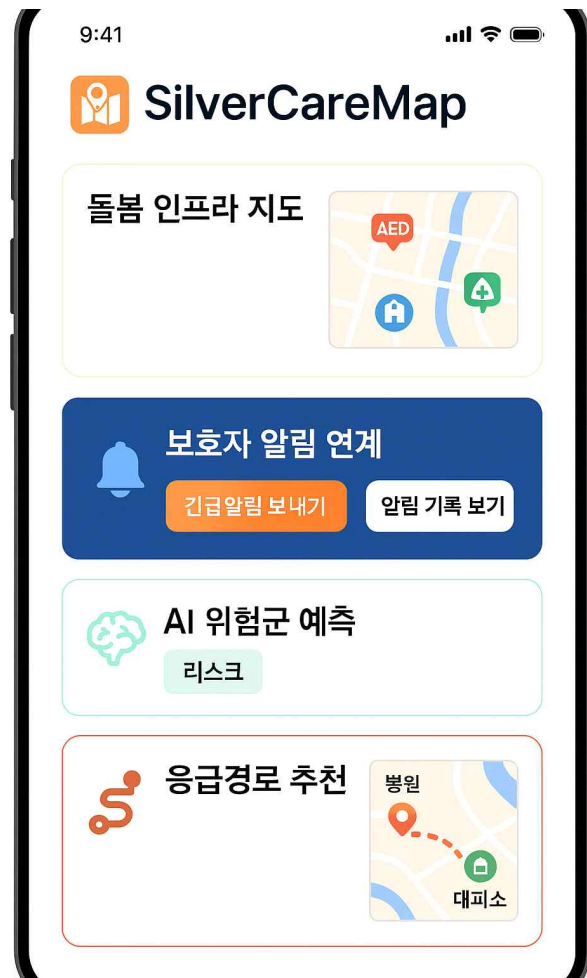 9:41
SilverCareMap
돌봄 인프라 지도
AED
보호자 알림 연계
긴급알림 보내기
알림 기록 보기
AI 위험군 예측
리스크
응급경로 추천
뽕원
대피소